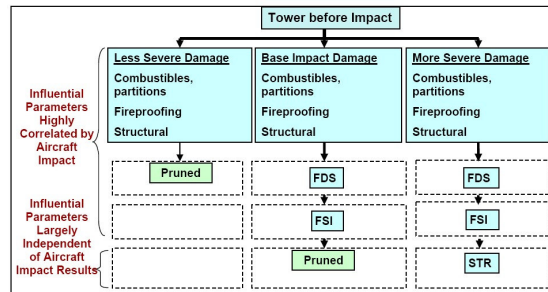 Tower before Impact
Less Severe Damage
Combustibles,
partitions
Fireproofing
Structural
Base Impact Damage
Combustibles,
partitions
Fireproofing
Structural
More Severe Damage
Combustibles,
partitions
Fireproofing
Structural
Influential
Parameters
Highly
Correlated by
Aircraft
Impact
Pruned
FDS
FDS
Influential
Parameters
Largely
Independent
of Aircraft
Impact Results
FSI
FSI
Pruned
STR